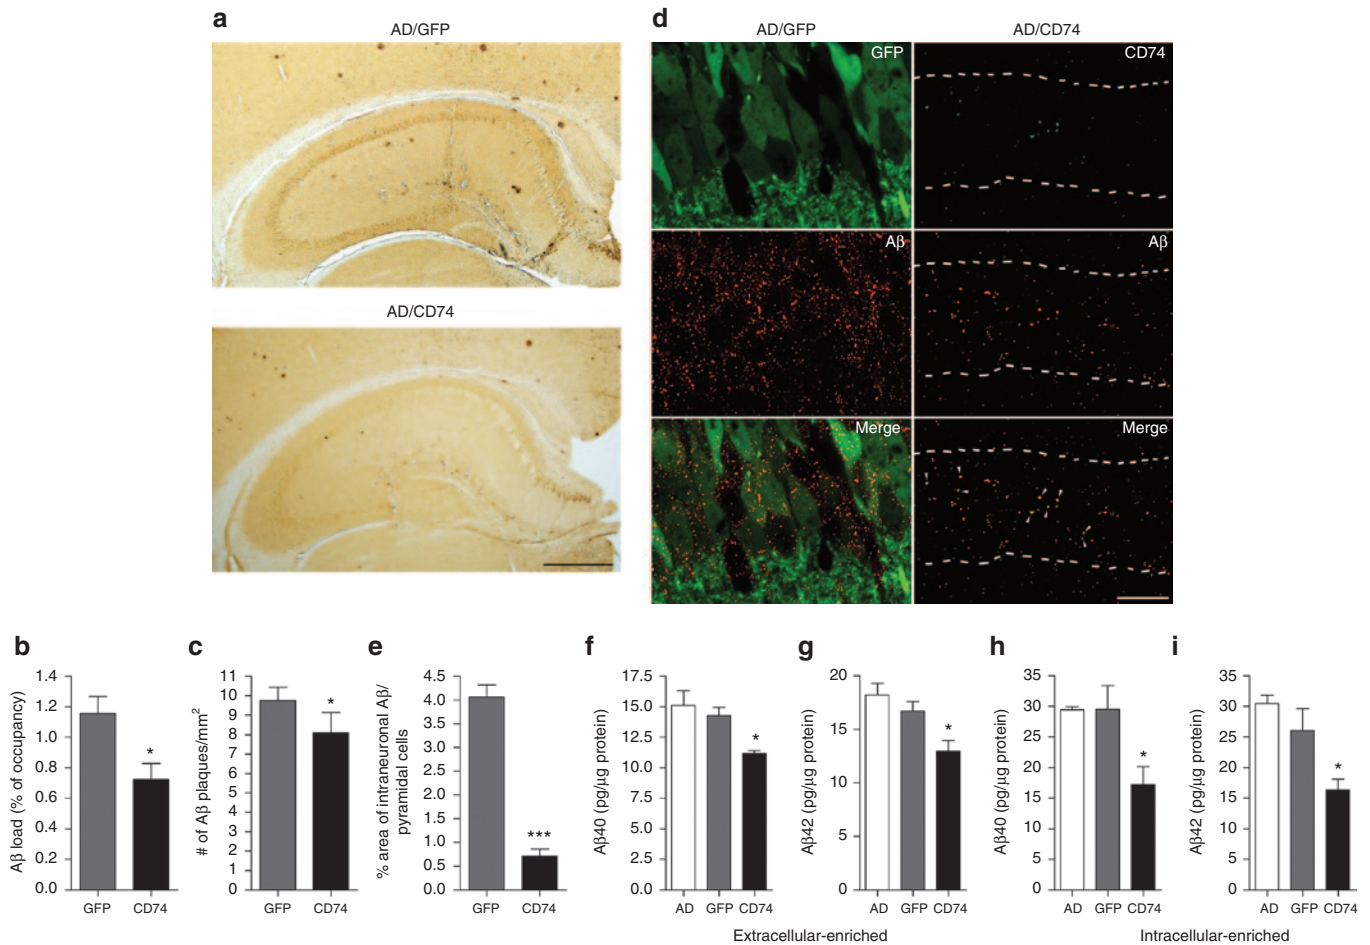 a
AD/GFP
AD/CD74
d
AD/GFP
AD/CD74
GFP
CD74
Aβ
Aβ
Merge
Merge
b
Aβ load (% of occupancy)
1.4
1.2
1.0
0.8
0.6
0.4
0.2
0.0
*
GFP
CD74
c
# of Aβ plaques/mm²
11
10
9
8
7
6
5
4
3
2
1
0
*
GFP
CD74
e
% area of intraneuronal Aβ/
pyramidal cells
4.5
4.0
3.5
3.0
2.5
2.0
1.5
1.0
0.5
0.0
***
GFP
CD74
f
Aβ40 (pg/μg protein)
17.5
15.0
12.5
10.0
7.5
5.0
2.5
0.0
*
AD
GFP
CD74
g
Aβ42 (pg/μg protein)
20
15
10
5
0
*
AD
GFP
CD74
Extracellular-enriched
h
Aβ40 (pg/μg protein)
35
30
25
20
15
10
5
0
*
AD
GFP
CD74
i
Aβ42 (pg/μg protein)
35
30
25
20
15
10
5
0
*
AD
GFP
CD74
Intracellular-enriched